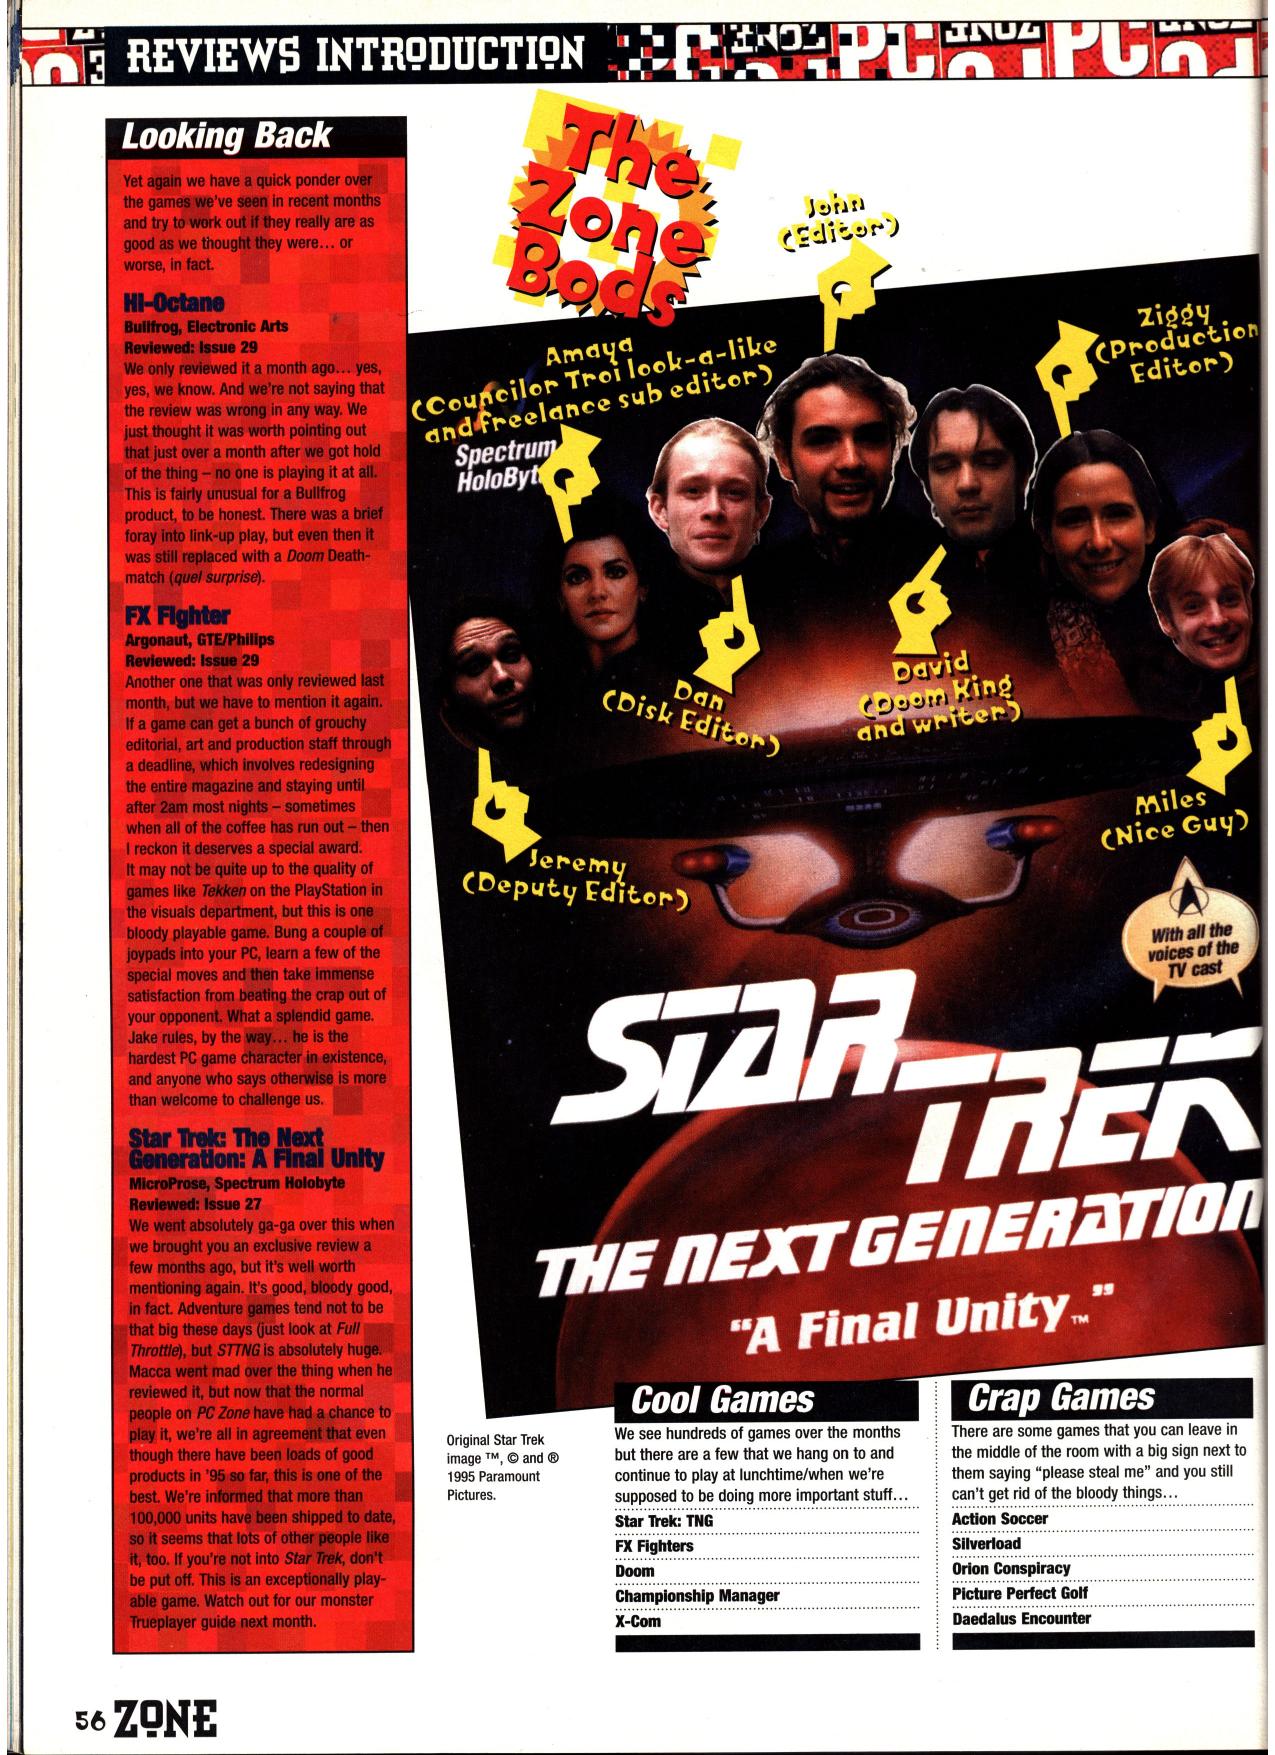 REVIEWS INTRODUCTION
Looking Back
Yet again we have a quick ponder over
the games we've seen in recent months
and try to work out if they really are as
good as we thought they were... or
worse, in fact.
Hi-Octane
Bullfrog, Electronic Arts
Reviewed: Issue 29
We only reviewed it a month ago... yes,
yes, we know. And we're not saying that
the review was wrong in any way. We
just thought it was worth pointing out
that just over a month after we got hold
of the thing – no one is playing it at all.
This is fairly unusual for a Bullfrog
product, to be honest. There was a brief
foray into link-up play, but even then it
was still replaced with a Doom Death-
match (quel surprise).
FX Fighter
Argonaut, GTE/Philips
Reviewed: Issue 29
Another one that was only reviewed last
month, but we have to mention it again.
If a game can get a bunch of grouchy
editorial, art and production staff through
a deadline, which involves redesigning
the entire magazine and staying until
after 2am most nights – sometimes
when all of the coffee has run out – then
I reckon it deserves a special award.
It may not be quite up to the quality of
games like Tekken on the PlayStation in
the visuals department, but this is one
bloody playable game. Bung a couple of
joypads into your PC, learn a few of the
special moves and then take immense
satisfaction from beating the crap out of
your opponent. What a splendid game.
Jake rules, by the way... he is the
hardest PC game character in existence,
and anyone who says otherwise is more
than welcome to challenge us.
Star Trek: The Next
Generation: A Final Unity
MicroProse, Spectrum Holobyte
Reviewed: Issue 27
We went absolutely ga-ga over this when
we brought you an exclusive review a
few months ago, but it's well worth
mentioning again. It's good, bloody good,
in fact. Adventure games tend not to be
that big these days (just look at Full
Throttle), but STTNG is absolutely huge.
Macca went mad over the thing when he
reviewed it, but now that the normal
people on PC Zone have had a chance to
play it, we're all in agreement that even
though there have been loads of good
products in '95 so far, this is one of the
best. We're informed that more than
100,000 units have been shipped to date,
so it seems that lots of other people like
it, too. If you're not into Star Trek, don't
be put off. This is an exceptionally play-
able game. Watch out for our monster
Trueplayer guide next month.
The
Zone
Bods
John
(Editor)
Ziggy
(Production
Editor)
Amaya
(Councilor Troi look-a-like
and freelance sub editor)
Spectrum
HoloByt
Dan
(Disk Editor)
David
(Doom King
and writer)
Miles
(Nice Guy)
Jeremy
(Deputy Editor)
With all the
voices of the
TV cast
STAR
TREK
THE NEXT GENERATION
"A Final Unity™"
Original Star Trek
image ™, © and ®
1995 Paramount
Pictures.
Cool Games
We see hundreds of games over the months
but there are a few that we hang on to and
continue to play at lunchtime/when we're
supposed to be doing more important stuff...
Star Trek: TNG
FX Fighters
Doom
Championship Manager
X-Com
Crap Games
There are some games that you can leave in
the middle of the room with a big sign next to
them saying "please steal me" and you still
can't get rid of the bloody things...
Action Soccer
Silverload
Orion Conspiracy
Picture Perfect Golf
Daedalus Encounter
56 ZONE